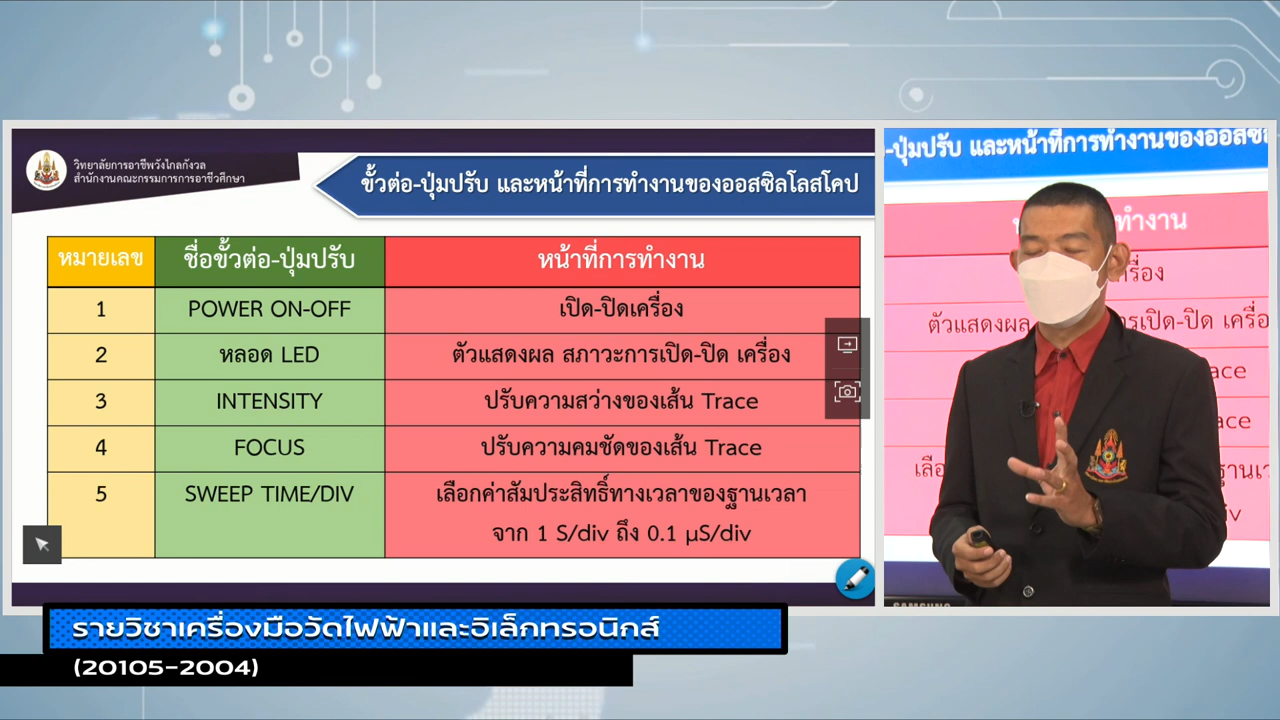 วิทยาลัยการอาชีพวังไกลกังวล
สำนักงานคณะกรรมการการอาชีวศึกษา
ขั้วต่อ-ปุ่มปรับ และหน้าที่การทำงานของออสซิลโลสโคป
หมายเลข ชื่อขั้วต่อ-ปุ่มปรับ หน้าที่การทำงาน
1 POWER ON-OFF เปิด-ปิดเครื่อง
2 หลอด LED ตัวแสดงผล สภาวะการเปิด-ปิด เครื่อง
3 INTENSITY ปรับความสว่างของเส้น Trace
4 FOCUS ปรับความคมชัดของเส้น Trace
5 SWEEP TIME/DIV เลือกค่าสัมประสิทธิ์ทางเวลาของฐานเวลา
จาก 1 S/div ถึง 0.1 µS/div
-ปุ่มปรับ และหน้าที่การทำงานของออสซิ
ทำงาน
เครื่อง
ตัวแสดงผล การเปิด-ปิด เครื่อ
ace
ace
เลือ ฐานเว
iv
SAMSUNG
รายวิชาเครื่องมือวัดไฟฟ้าและอิเล็กทรอนิกส์
(20105-2004)